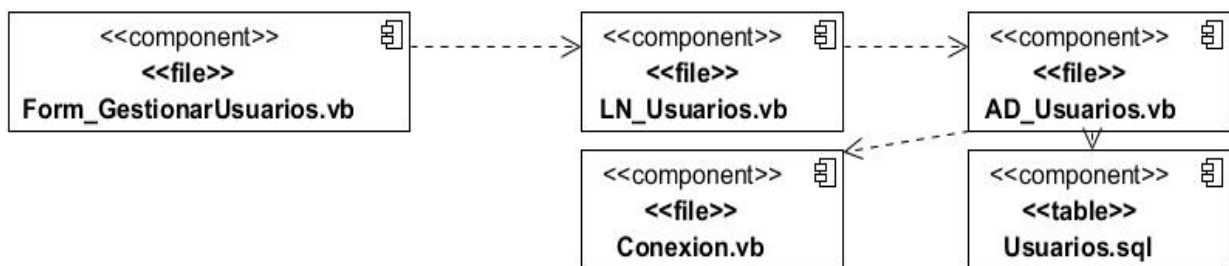 <<component>>
<<file>>
Form_GestionarUsuarios.vb
<<component>>
<<file>>
LN_Usuarios.vb
<<component>>
<<file>>
AD_Usuarios.vb
<<component>>
<<file>>
Conexion.vb
<<component>>
<<table>>
Usuarios.sql